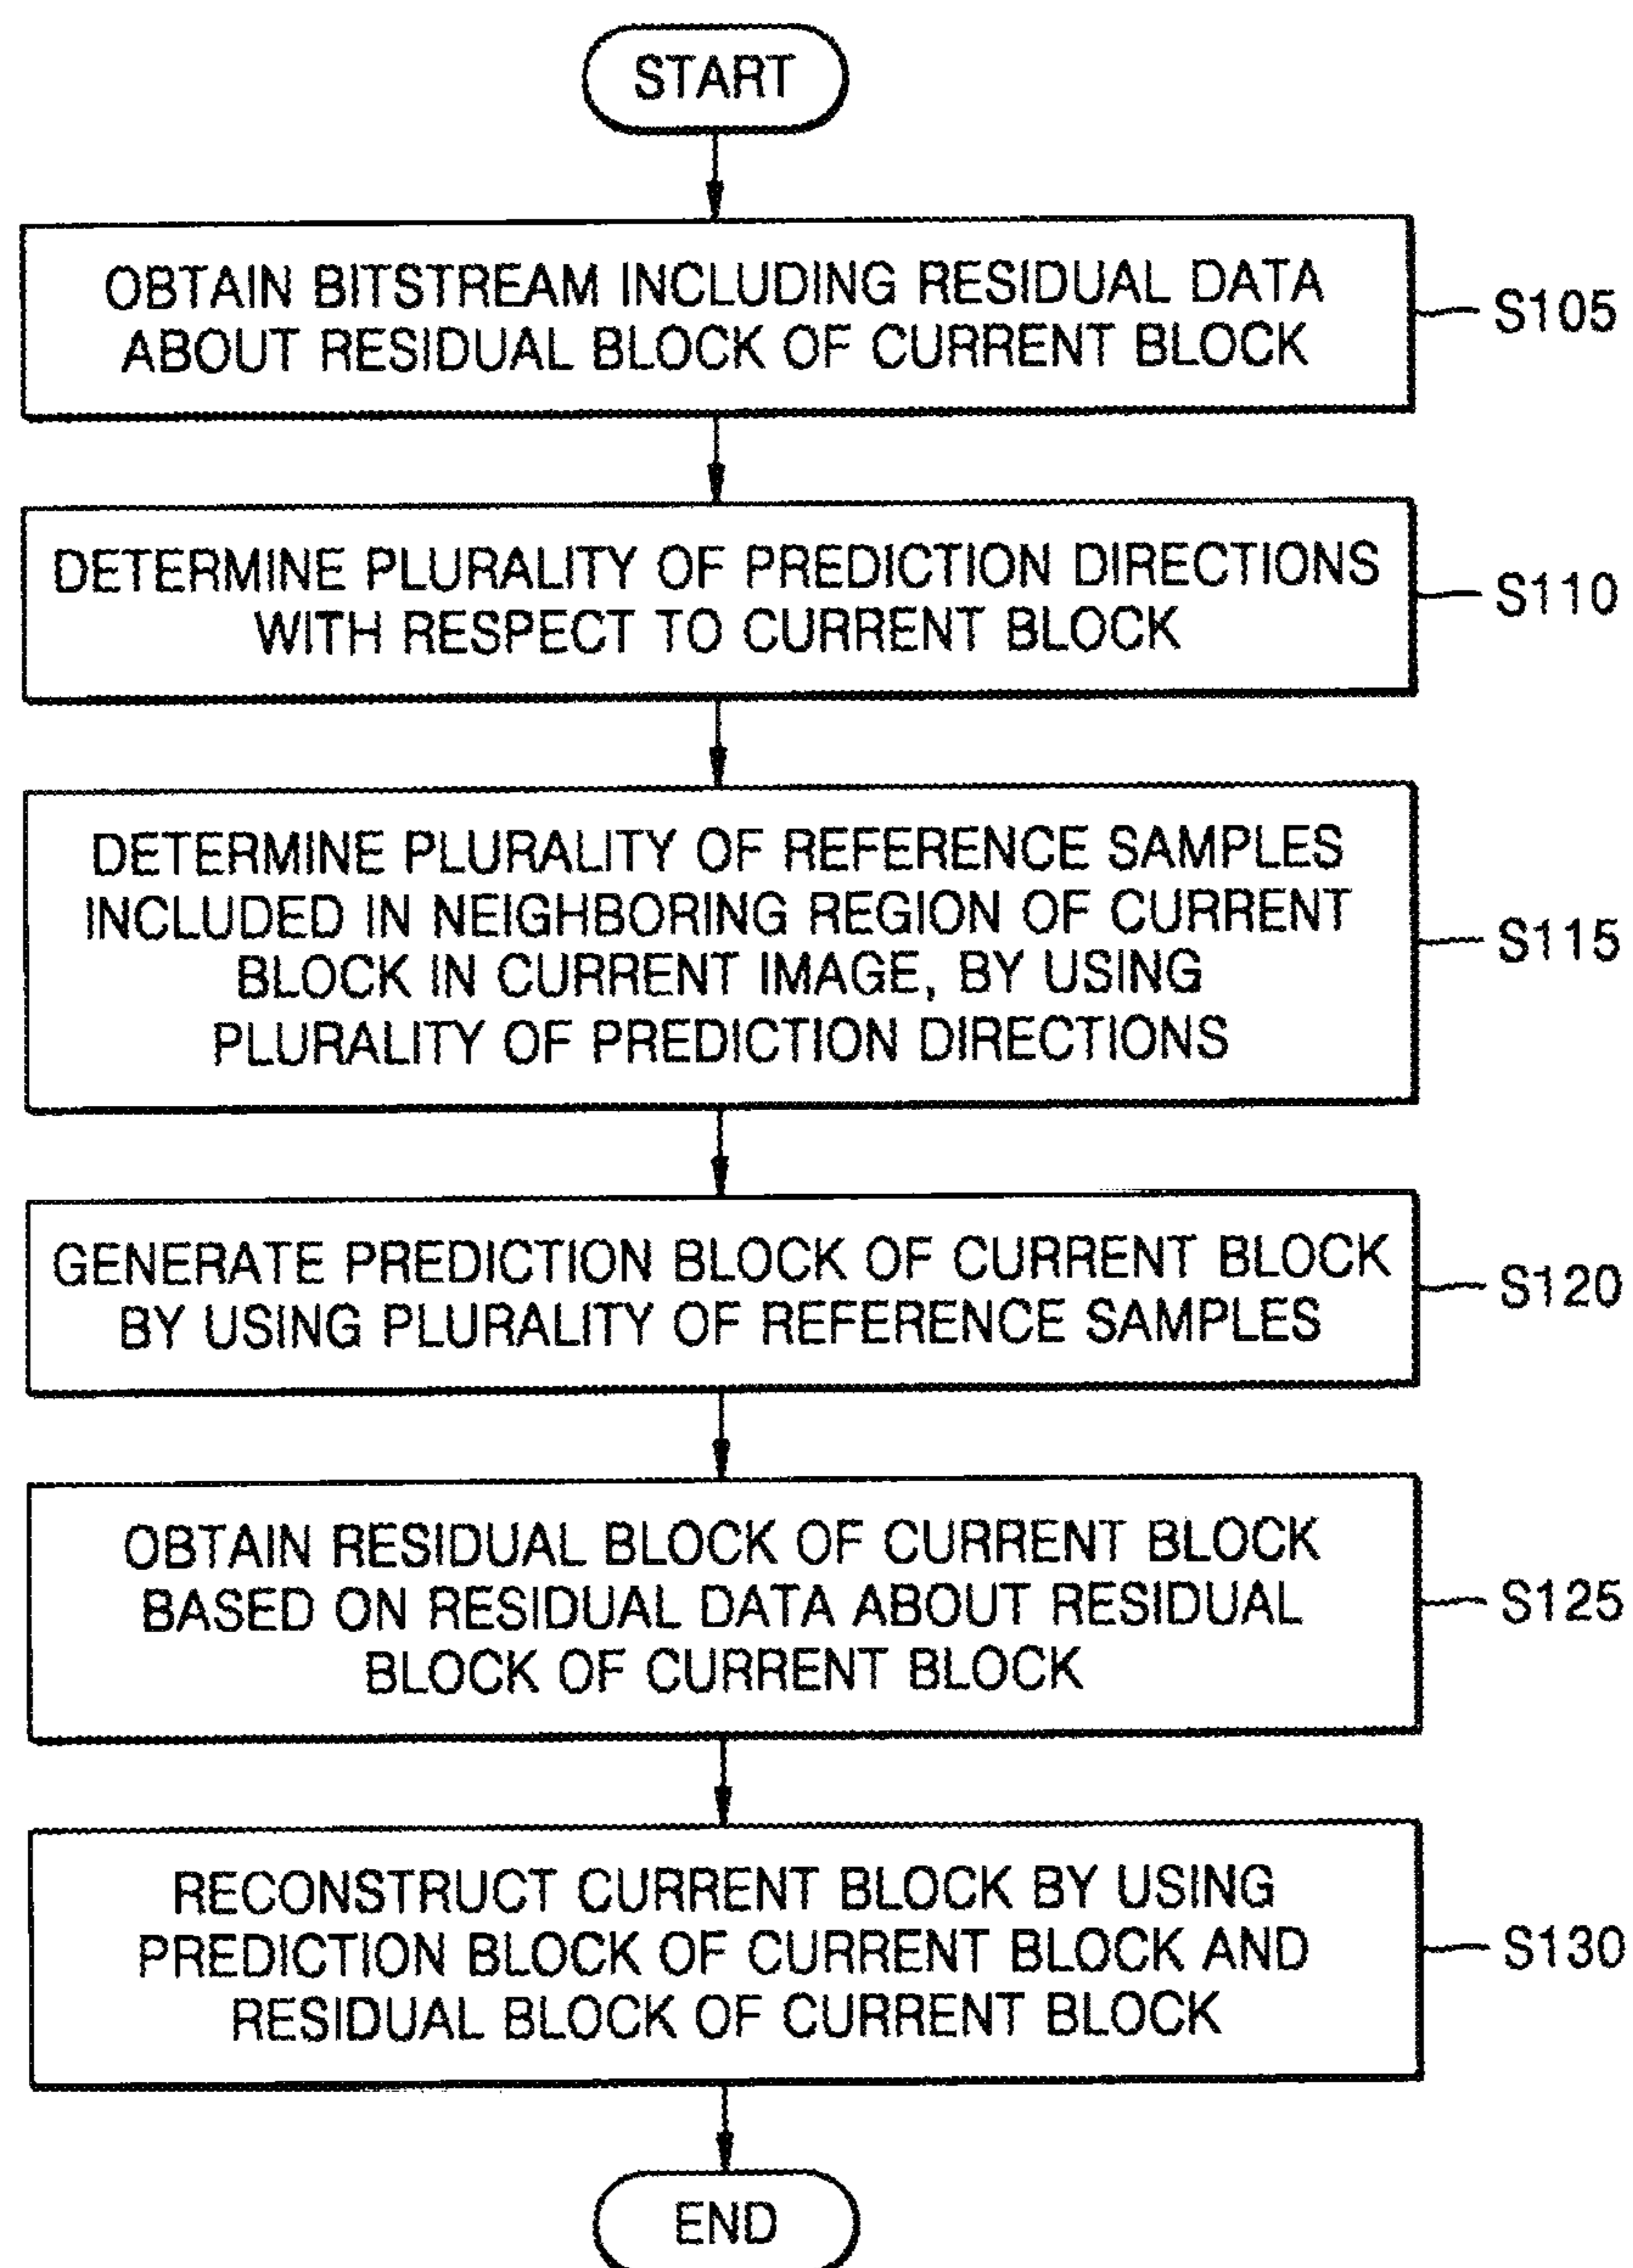 START
OBTAIN BITSTREAM INCLUDING RESIDUAL DATA
ABOUT RESIDUAL BLOCK OF CURRENT BLOCK
S105
DETERMINE PLURALITY OF PREDICTION DIRECTIONS
WITH RESPECT TO CURRENT BLOCK
S110
DETERMINE PLURALITY OF REFERENCE SAMPLES
INCLUDED IN NEIGHBORING REGION OF CURRENT
BLOCK IN CURRENT IMAGE, BY USING
PLURALITY OF PREDICTION DIRECTIONS
S115
GENERATE PREDICTION BLOCK OF CURRENT BLOCK
BY USING PLURALITY OF REFERENCE SAMPLES
S120
OBTAIN RESIDUAL BLOCK OF CURRENT BLOCK
BASED ON RESIDUAL DATA ABOUT RESIDUAL
BLOCK OF CURRENT BLOCK
S125
RECONSTRUCT CURRENT BLOCK BY USING
PREDICTION BLOCK OF CURRENT BLOCK AND
RESIDUAL BLOCK OF CURRENT BLOCK
S130
END